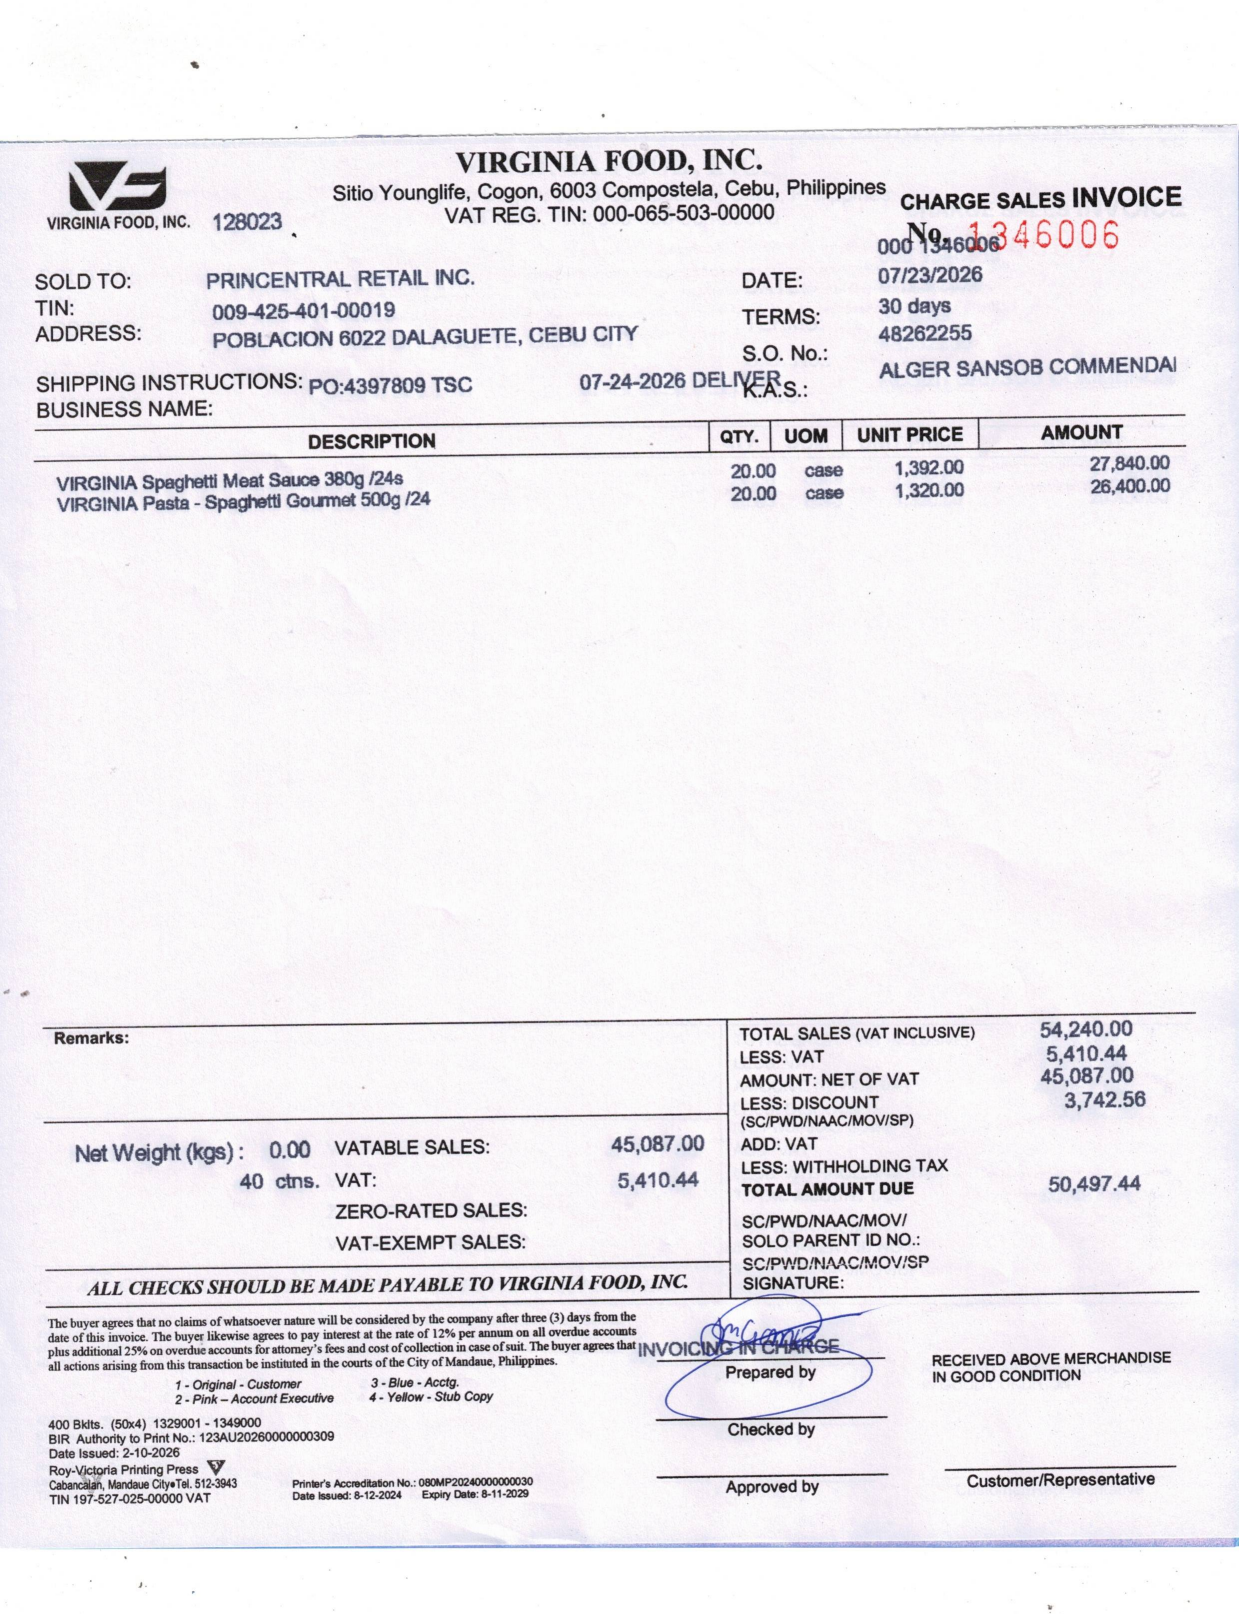 VIRGINIA FOOD, INC.
Sitio Younglife, Cogon, 6003 Compostela, Cebu, Philippines
VAT REG. TIN: 000-065-503-00000
VIRGINIA FOOD, INC. 128023
CHARGE SALES INVOICE
No. 1346006
000 1346006
SOLD TO: PRINCENTRAL RETAIL INC.
TIN: 009-425-401-00019
ADDRESS: POBLACION 6022 DALAGUETE, CEBU CITY
DATE: 07/23/2026
TERMS: 30 days
S.O. No.: 48262255
K.A.S.: ALGER SANSOB COMMENDAI
SHIPPING INSTRUCTIONS: PO:4397809 TSC 07-24-2026 DELIVER
BUSINESS NAME:
DESCRIPTION QTY. UOM UNIT PRICE AMOUNT
VIRGINIA Spaghetti Meat Sauce 380g /24s 20.00 case 1,392.00 27,840.00
VIRGINIA Pasta - Spaghetti Gourmet 500g /24 20.00 case 1,320.00 26,400.00
Remarks:
Net Weight (kgs) : 0.00 VATABLE SALES: 45,087.00
40 ctns. VAT: 5,410.44
ZERO-RATED SALES:
VAT-EXEMPT SALES:
TOTAL SALES (VAT INCLUSIVE) 54,240.00
LESS: VAT 5,410.44
AMOUNT: NET OF VAT 45,087.00
LESS: DISCOUNT 3,742.56
(SC/PWD/NAAC/MOV/SP)
ADD: VAT
LESS: WITHHOLDING TAX
TOTAL AMOUNT DUE 50,497.44
SC/PWD/NAAC/MOV/
SOLO PARENT ID NO.:
SC/PWD/NAAC/MOV/SP
SIGNATURE:
ALL CHECKS SHOULD BE MADE PAYABLE TO VIRGINIA FOOD, INC.
The buyer agrees that no claims of whatsoever nature will be considered by the company after three (3) days from the
date of this invoice. The buyer likewise agrees to pay interest at the rate of 12% per annum on all overdue accounts
plus additional 25% on overdue accounts for attorney's fees and cost of collection in case of suit. The buyer agrees that
all actions arising from this transaction be instituted in the courts of the City of Mandaue, Philippines.
1 - Original - Customer 3 - Blue - Acctg.
2 - Pink – Account Executive 4 - Yellow - Stub Copy
400 Bklts. (50x4) 1329001 - 1349000
BIR Authority to Print No.: 123AU20260000000309
Date Issued: 2-10-2026
Roy-Victoria Printing Press
Cabancalan, Mandaue City•Tel. 512-3943
TIN 197-527-025-00000 VAT
Printer's Accreditation No.: 080MP20240000000030
Date Issued: 8-12-2024 Expiry Date: 8-11-2029
INVOICING IN CHARGE
Prepared by
Checked by
Approved by
RECEIVED ABOVE MERCHANDISE
IN GOOD CONDITION
Customer/Representative